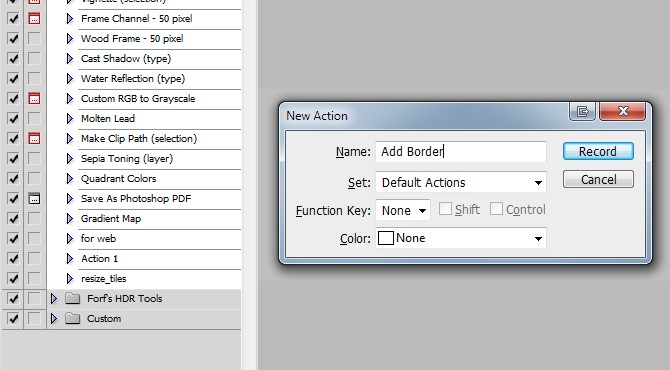 Vignette (selection)
Frame Channel - 50 pixel
Wood Frame - 50 pixel
Cast Shadow (type)
Water Reflection (type)
Custom RGB to Grayscale
Molten Lead
Make Clip Path (selection)
Sepia Toning (layer)
Quadrant Colors
Save As Photoshop PDF
Gradient Map
for web
Action 1
resize_tiles
Forf's HDR Tools
Custom
New Action
Name: Add Border
Record
Set: Default Actions
Cancel
Function Key: None Shift Control
Color: None